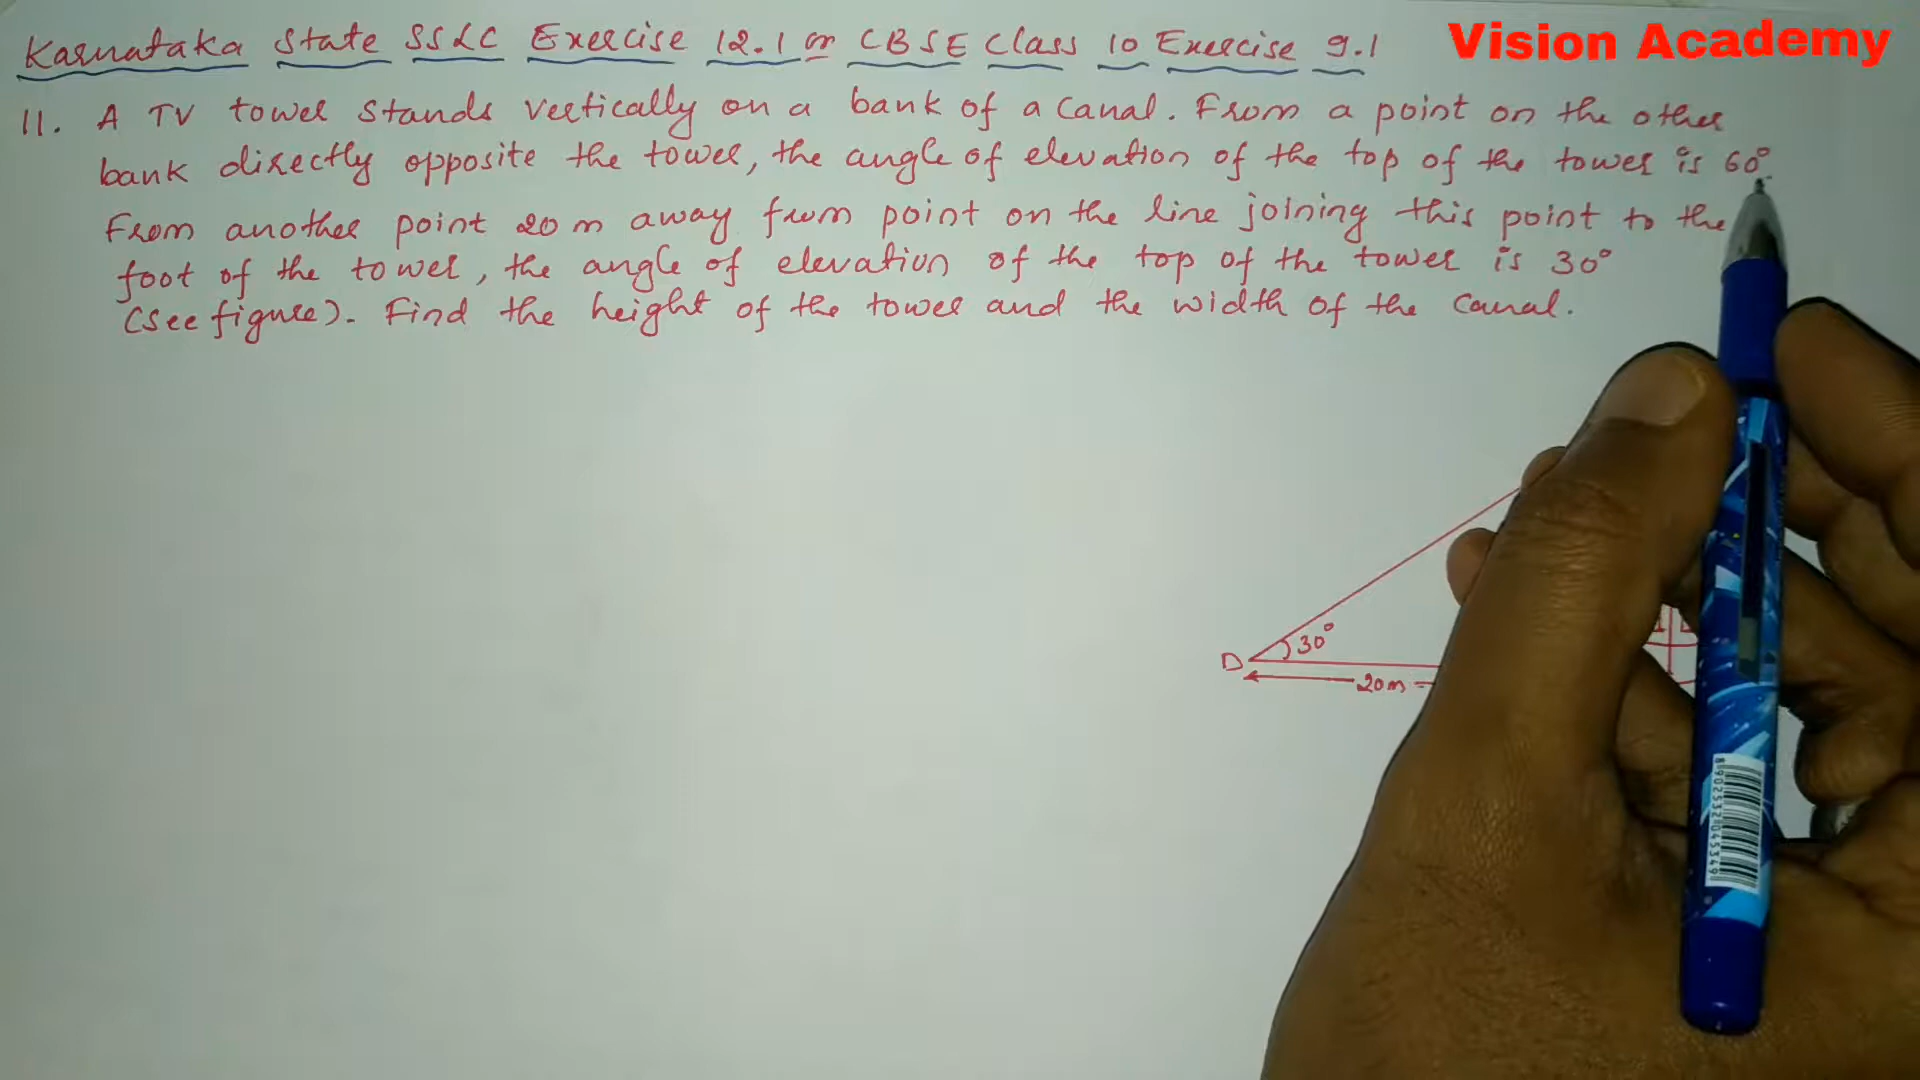 Karnataka State SSLC Exercise 12.1 or CBSE Class 10 Exercise 9.1
Vision Academy
11. A TV tower stands vertically on a bank of a canal. From a point on the other
bank directly opposite the tower, the angle of elevation of the top of the tower is 60°.
From another point 20 m away from point on the line joining this point to the
foot of the tower, the angle of elevation of the top of the tower is 30°
(see figure). Find the height of the tower and the width of the canal.
30°
D
20m
8902532045349